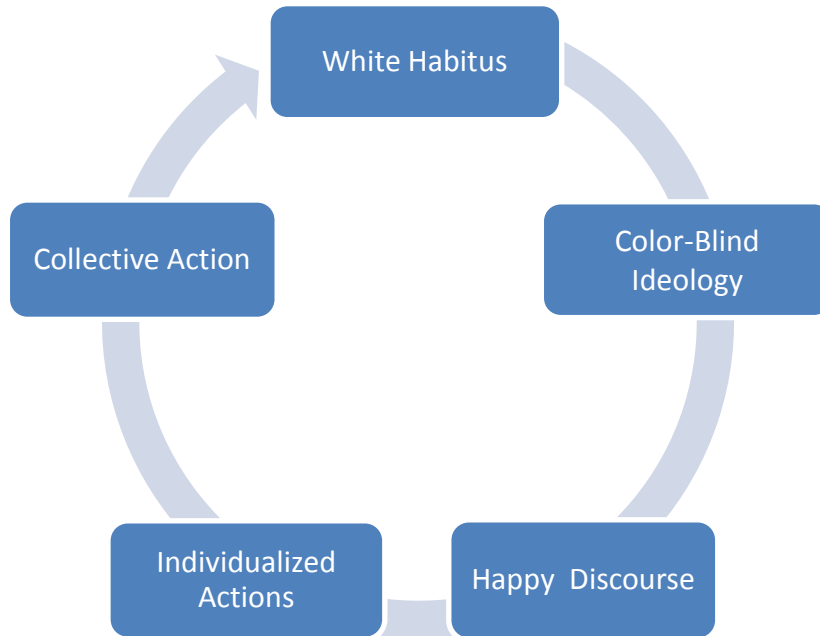 White Habitus
Color-Blind
Ideology
Happy Discourse
Individualized
Actions
Collective Action